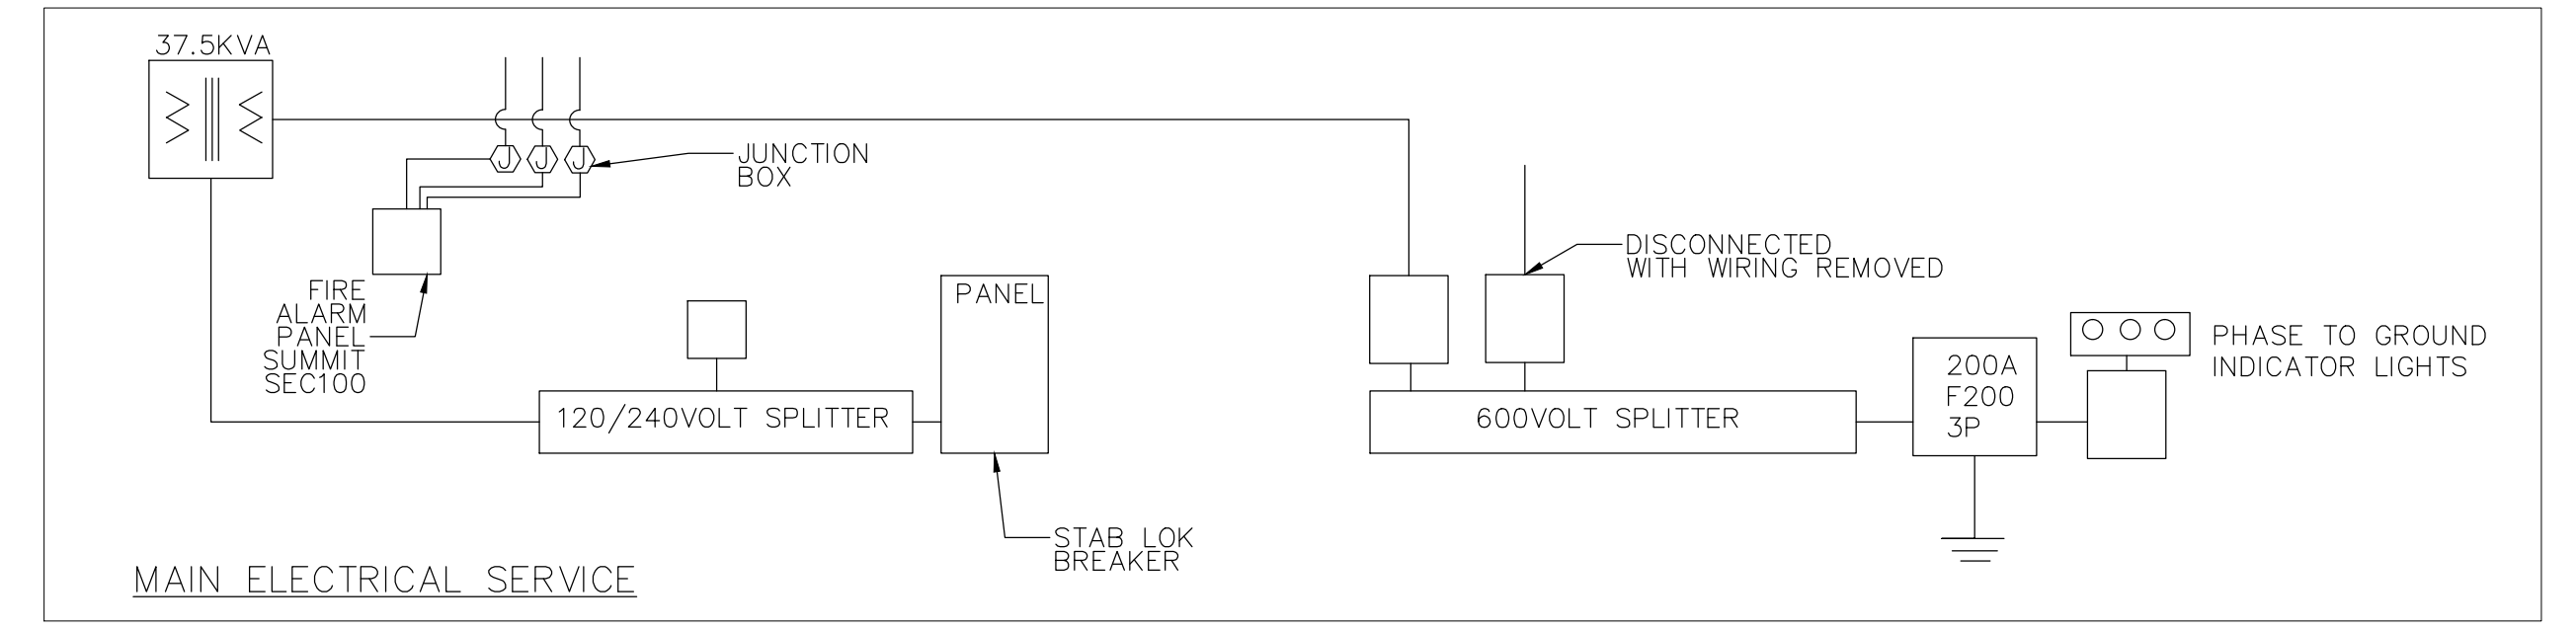 37.5KVA
J J J
JUNCTION
BOX
DISCONNECTED
WITH WIRING REMOVED
FIRE
ALARM
PANEL
SUMMIT
SEC100
PANEL
120/240VOLT SPLITTER
600VOLT SPLITTER
200A
F200
3P
PHASE TO GROUND
INDICATOR LIGHTS
STAB LOK
BREAKER
MAIN ELECTRICAL SERVICE